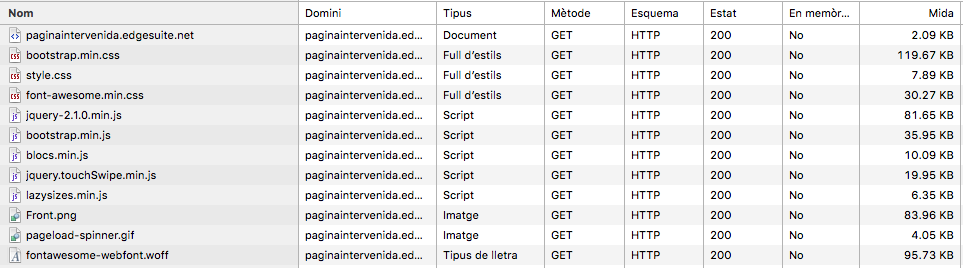 Nom Domini Tipus Mètode Esquema Estat En memòr... Mida
paginaintervenida.edgesuite.net paginaintervenida.ed... Document GET HTTP 200 No 2.09 KB
bootstrap.min.css paginaintervenida.ed... Full d'estils GET HTTP 200 No 119.67 KB
style.css paginaintervenida.ed... Full d'estils GET HTTP 200 No 7.89 KB
font-awesome.min.css paginaintervenida.ed... Full d'estils GET HTTP 200 No 30.27 KB
jquery-2.1.0.min.js paginaintervenida.ed... Script GET HTTP 200 No 81.65 KB
bootstrap.min.js paginaintervenida.ed... Script GET HTTP 200 No 35.95 KB
blocs.min.js paginaintervenida.ed... Script GET HTTP 200 No 10.09 KB
jquery.touchSwipe.min.js paginaintervenida.ed... Script GET HTTP 200 No 19.95 KB
lazysizes.min.js paginaintervenida.ed... Script GET HTTP 200 No 6.35 KB
Front.png paginaintervenida.ed... Imatge GET HTTP 200 No 83.96 KB
pageload-spinner.gif paginaintervenida.ed... Imatge GET HTTP 200 No 4.05 KB
fontawesome-webfont.woff paginaintervenida.ed... Tipus de lletra GET HTTP 200 No 95.73 KB